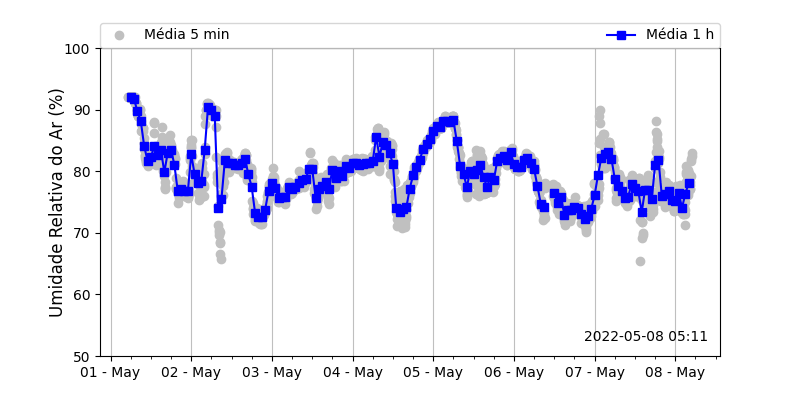 Média 5 min
Média 1 h
Umidade Relativa do Ar (%)
100
90
80
70
60
50
2022-05-08 05:11
01 - May
02 - May
03 - May
04 - May
05 - May
06 - May
07 - May
08 - May